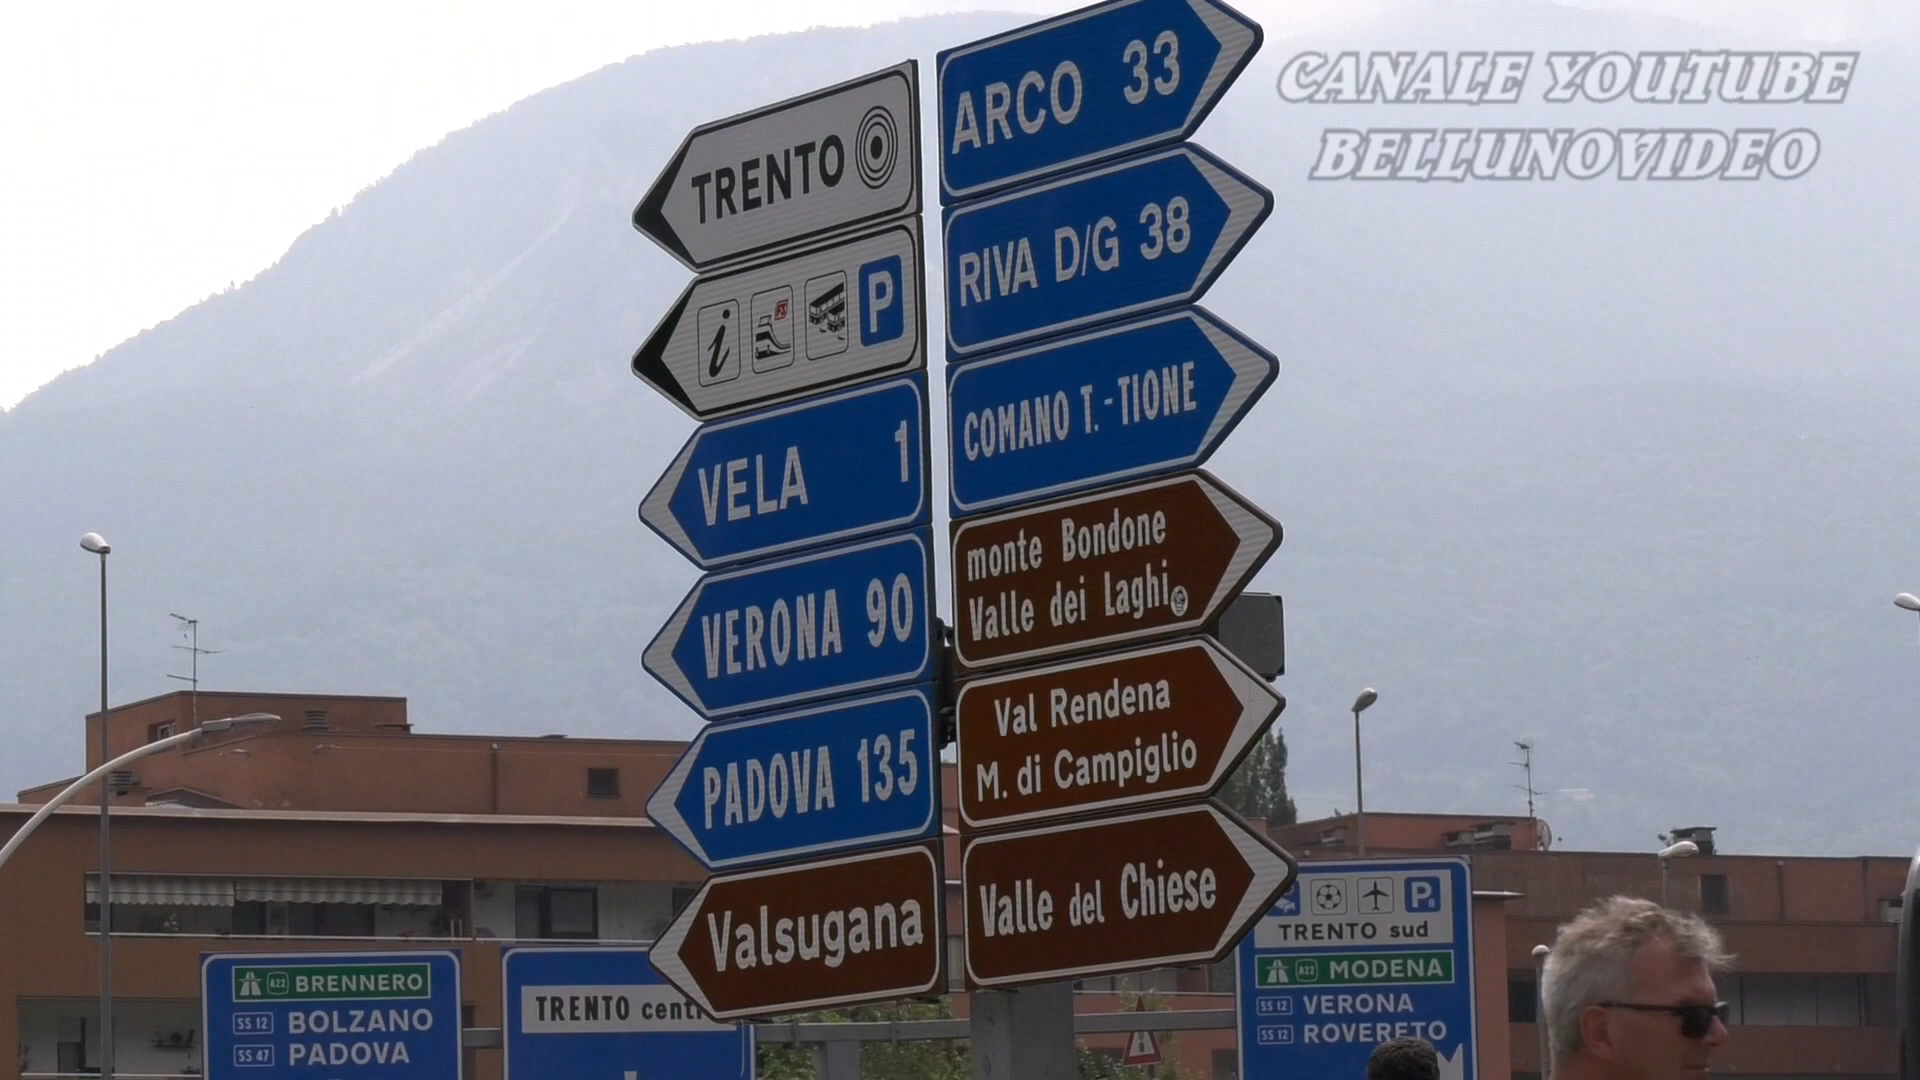 CANALE YOUTUBE
BELLUNOVIDEO
TRENTO
i FS P
VELA 1
VERONA 90
PADOVA 135
Valsugana
ARCO 33
RIVA D/G 38
COMANO T.-TIONE
monte Bondone
Valle dei Laghi
Val Rendena
M. di Campiglio
Valle del Chiese
A22 BRENNERO
SS 12 BOLZANO
SS 47 PADOVA
TRENTO
P
TRENTO sud
A22 MODENA
SS 12 VERONA
SS 12 ROVERETO